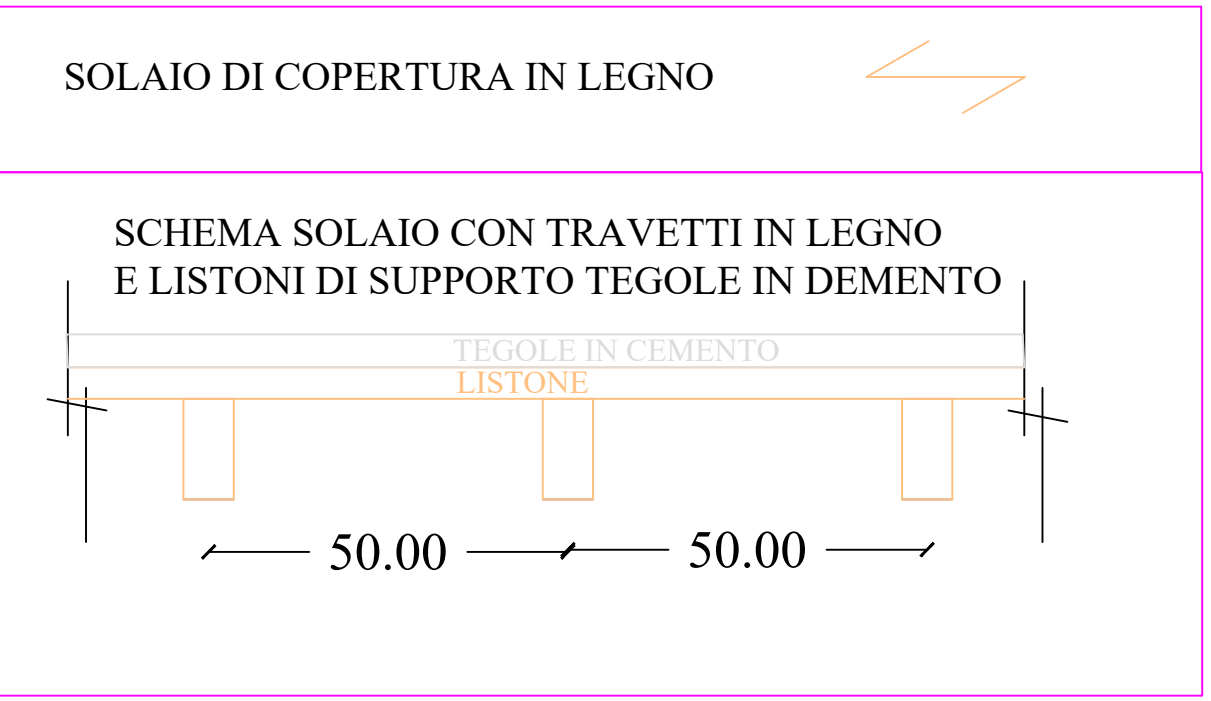 SOLAIO DI COPERTURA IN LEGNO
SCHEMA SOLAIO CON TRAVETTI IN LEGNO
E LISTONI DI SUPPORTO TEGOLE IN DEMENTO
TEGOLE IN CEMENTO
LISTONE
50.00 50.00